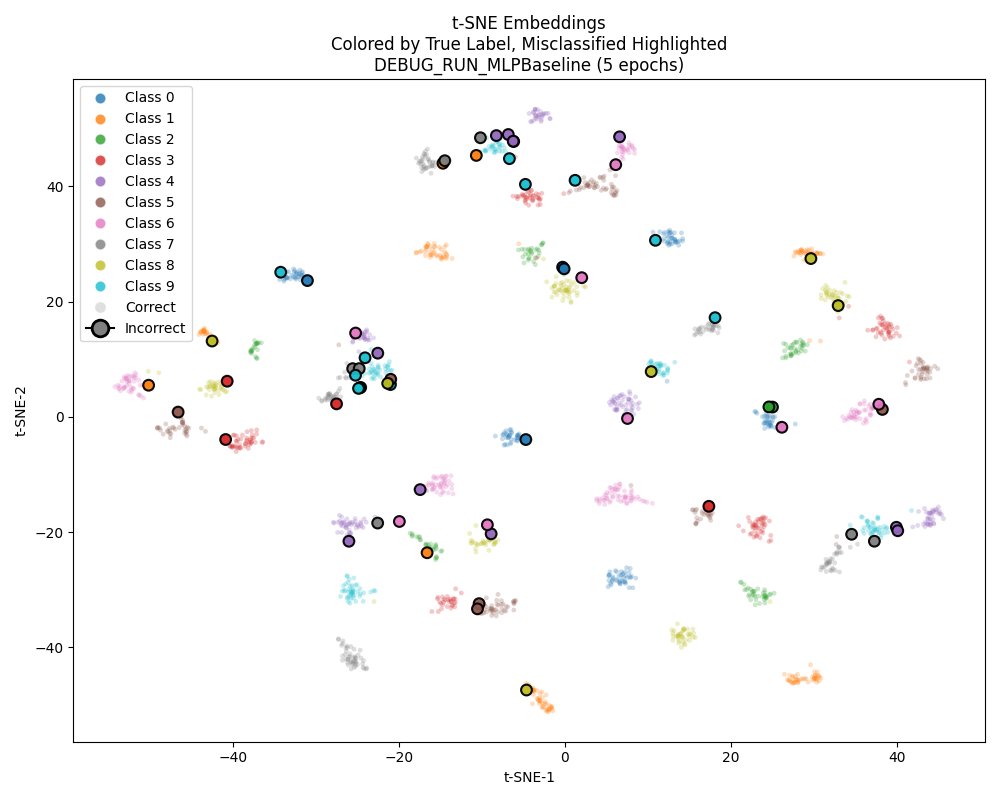 t-SNE Embeddings
Colored by True Label, Misclassified Highlighted
DEBUG_RUN_MLPBaseline (5 epochs)
Class 0
Class 1
Class 2
Class 3
Class 4
Class 5
Class 6
Class 7
Class 8
Class 9
Correct
Incorrect
40
20
0
−20
−40
t-SNE-2
−40
−20
0
20
40
t-SNE-1